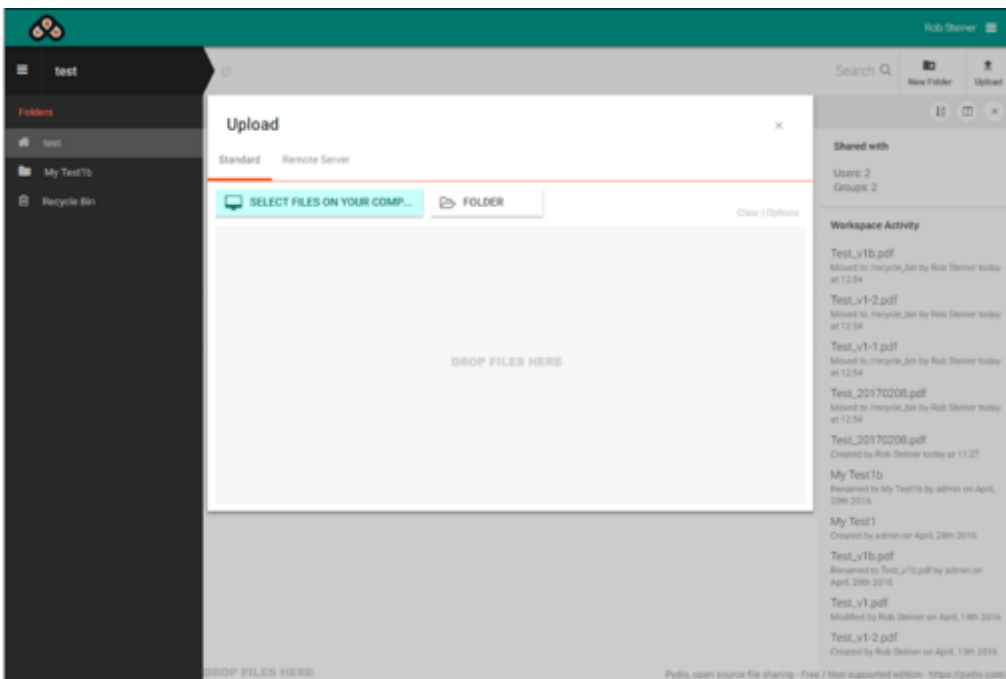 Rob Steiner
test
Search
New Folder
Upload
Folders
test
My Test1b
Recycle Bin
Upload
Standard
Remote Server
SELECT FILES ON YOUR COMP...
FOLDER
Clear | Options
DROP FILES HERE
Shared with
Users: 2
Groups: 2
Workspace Activity
Test_v1b.pdf
Moved to /recycle_bin by Rob Steiner today
at 12:54
Test_v1-2.pdf
Moved to /recycle_bin by Rob Steiner today
at 12:54
Test_v1-1.pdf
Moved to /recycle_bin by Rob Steiner today
at 12:54
Test_20170208.pdf
Moved to /recycle_bin by Rob Steiner today
at 12:54
Test_20170208.pdf
Created by Rob Steiner today at 11:27
My Test1b
Renamed to My Test1b by admin on April,
28th 2016
My Test1
Created by admin on April, 28th 2016
Test_v1b.pdf
Renamed to Test_v1b.pdf by admin on
April, 28th 2016
Test_v1.pdf
Modified by Rob Steiner on April, 14th 2016
Test_v1-2.pdf
Created by Rob Steiner on April, 13th 2016
DROP FILES HERE
Pydio, open source file sharing - Free / Non supported edition - https://pydio.com